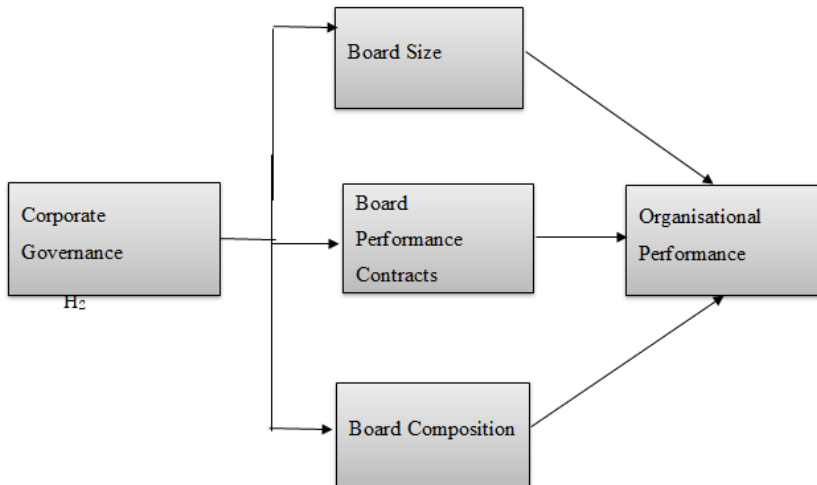 Board Size
Corporate
Governance
H2
Board
Performance
Contracts
Organisational
Performance
Board Composition